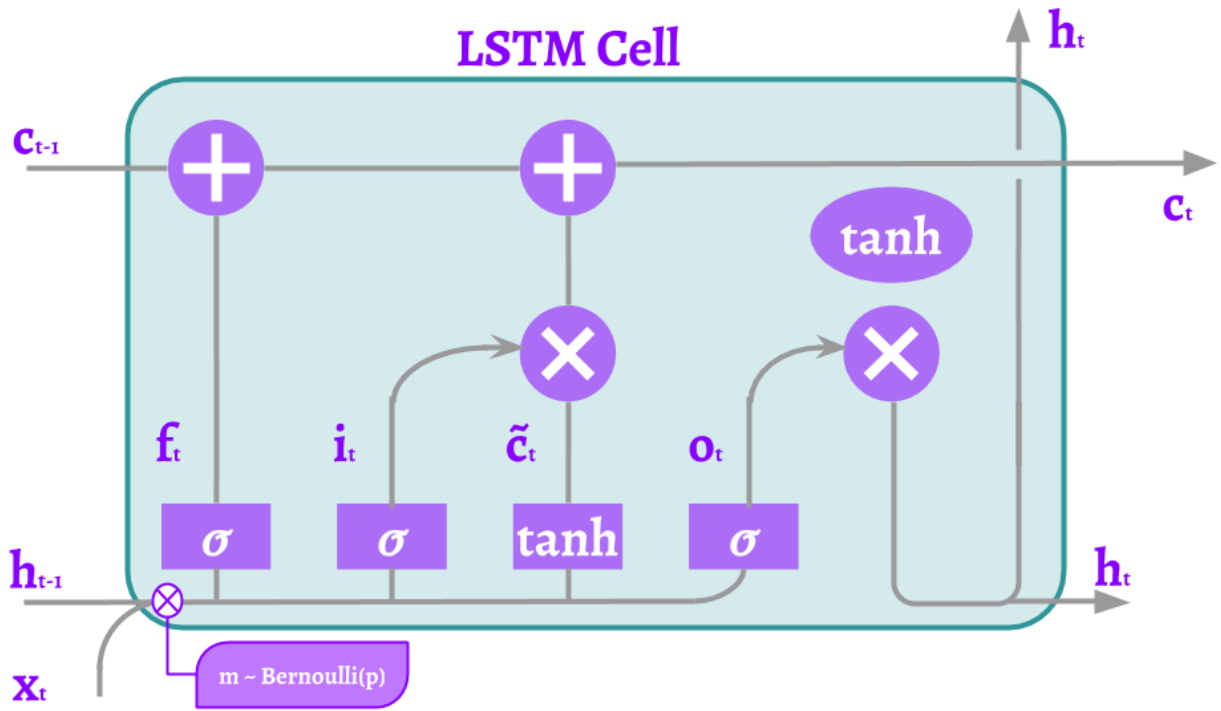 LSTM Cell
hₜ
cₜ₋₁
cₜ
tanh
fₜ
iₜ
c̃ₜ
oₜ
σ
σ
tanh
σ
hₜ₋₁
hₜ
xₜ
m ~ Bernoulli(p)